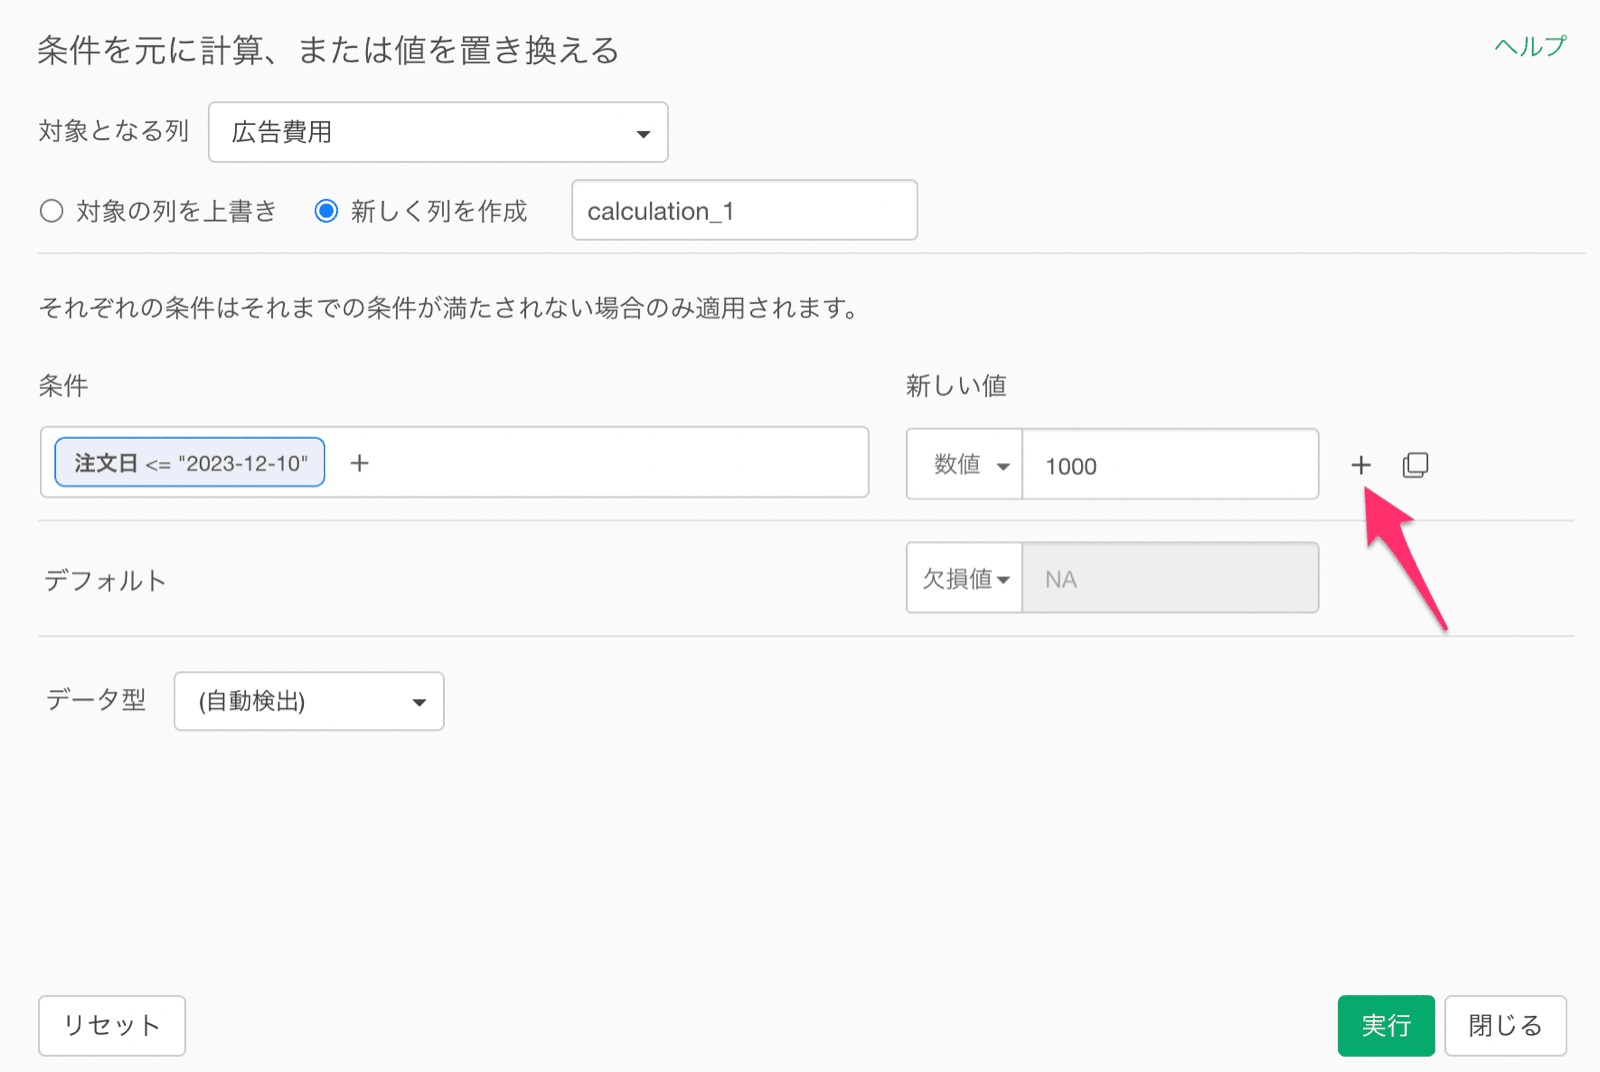 条件を元に計算、または値を置き換える
ヘルプ
対象となる列
広告費用
対象の列を上書き
新しく列を作成
calculation_1
それぞれの条件はそれまでの条件が満たされない場合のみ適用されます。
条件
新しい値
注文日 <= "2023-12-10"
+
数値
1000
+
デフォルト
欠損値
NA
データ型
(自動検出)
リセット
実行
閉じる